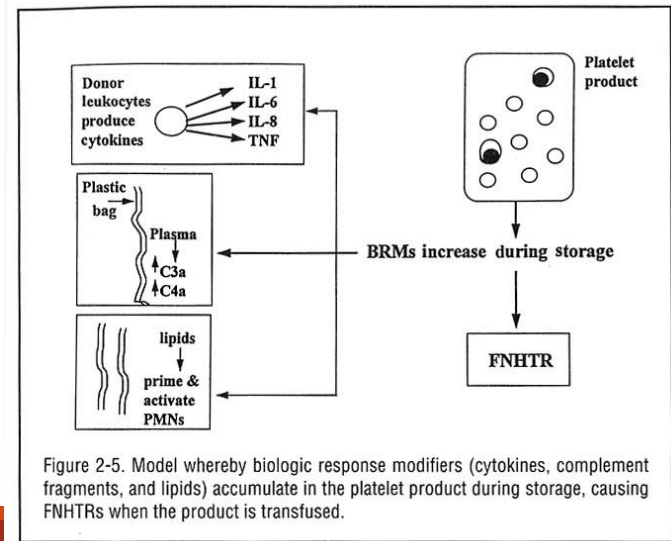 Donor
leukocytes
produce
cytokines
IL-1
IL-6
IL-8
TNF
Plastic
bag
Plasma
C3a
C4a
lipids
prime &
activate
PMNs
Platelet
product
BRMs increase during storage
FNHTR
Figure 2-5. Model whereby biologic response modifiers (cytokines, complement
fragments, and lipids) accumulate in the platelet product during storage, causing
FNHTRs when the product is transfused.